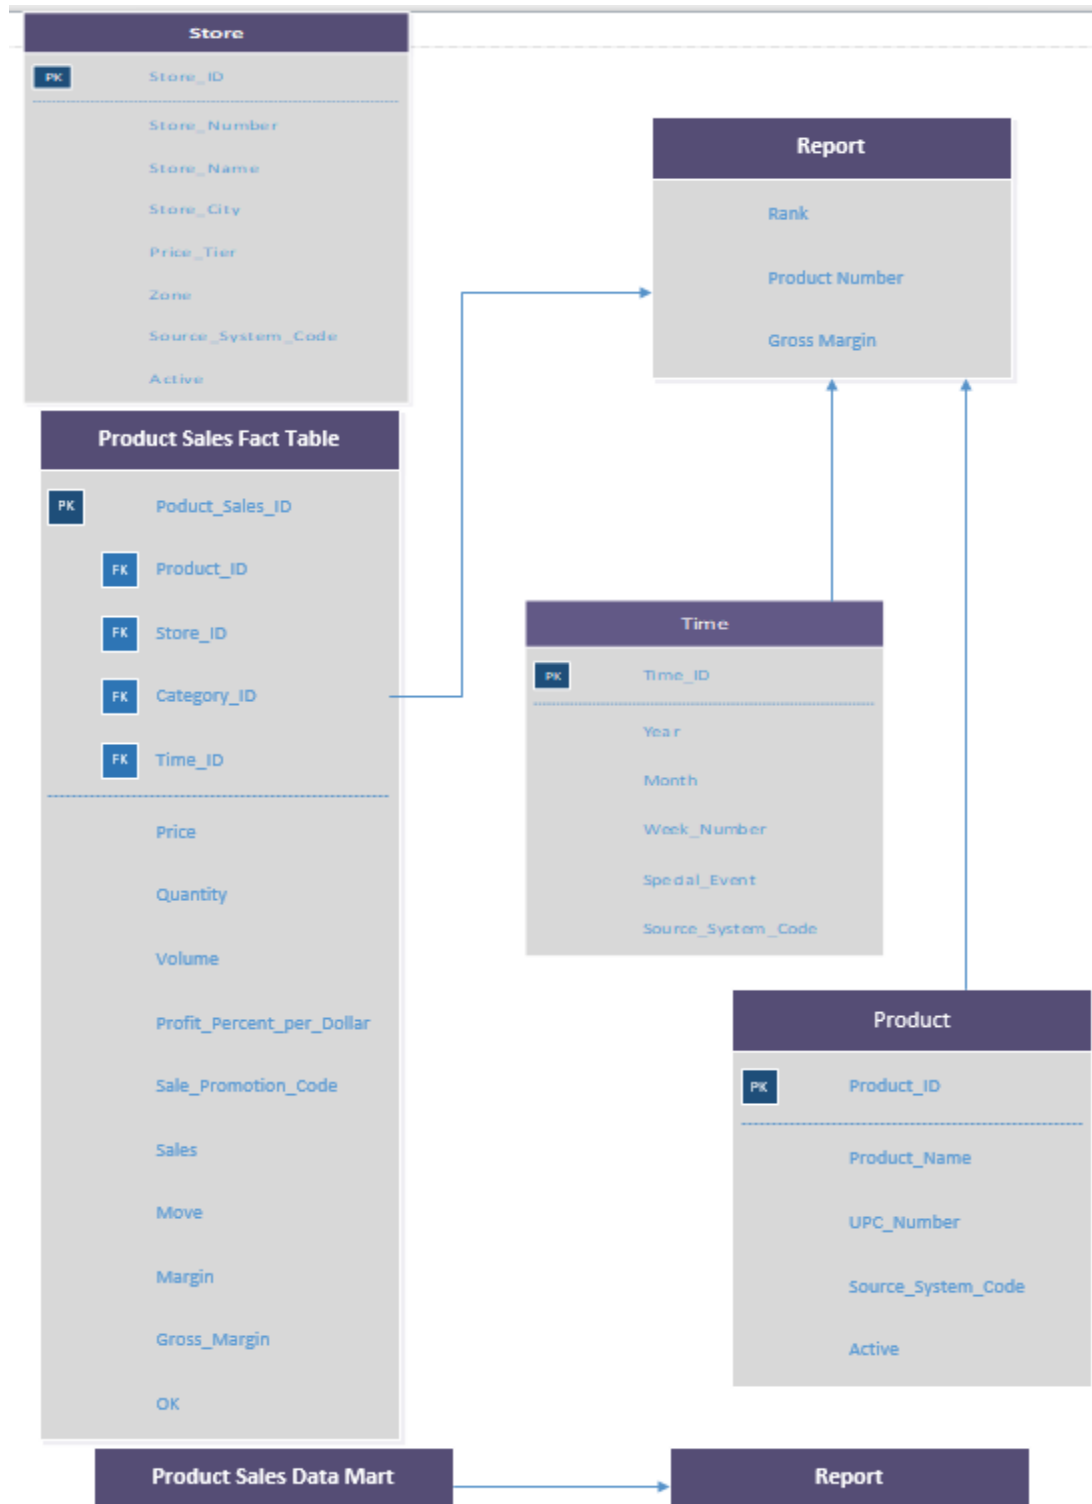 Store
PK Store_ID
Store_Number
Store_Name
Store_City
Price_Tier
Zone
Source_System_Code
Active
Report
Rank
Product Number
Gross Margin
Product Sales Fact Table
PK Poduct_Sales_ID
FK Product_ID
FK Store_ID
FK Category_ID
FK Time_ID
Price
Quantity
Volume
Profit_Percent_per_Dollar
Sale_Promotion_Code
Sales
Move
Margin
Gross_Margin
OK
Time
PK Time_ID
Year
Month
Week_Number
Special_Event
Source_System_Code
Product
PK Product_ID
Product_Name
UPC_Number
Source_System_Code
Active
Product Sales Data Mart
Report